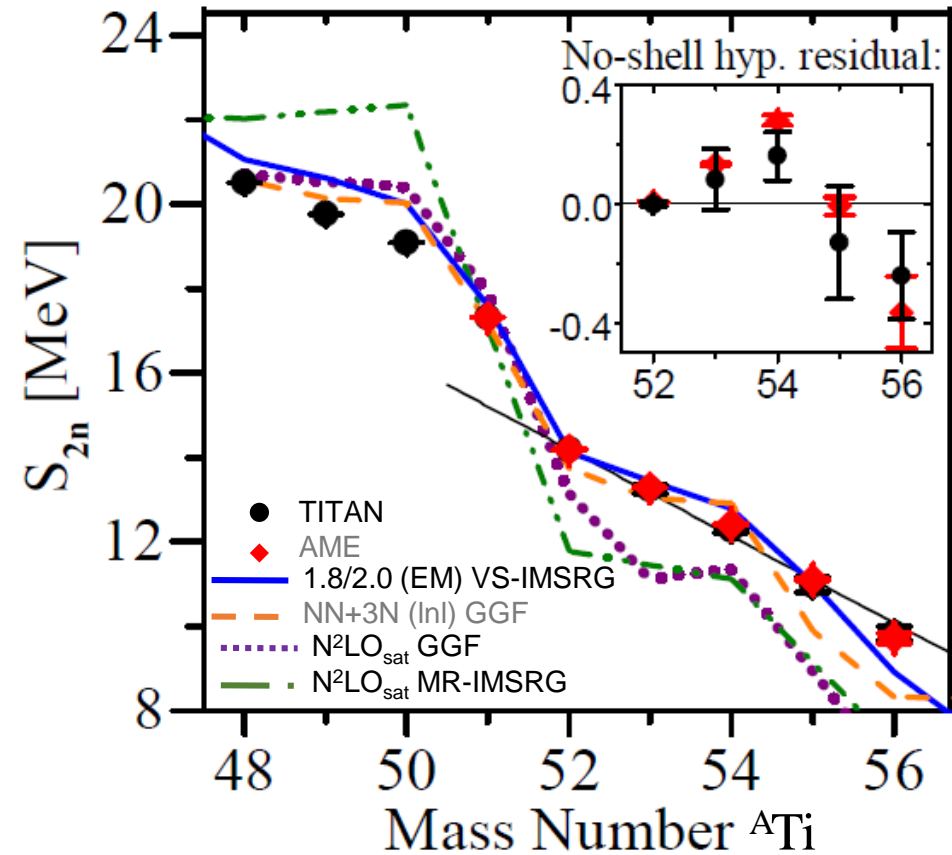 No-shell hyp. residual:
0.4
0.0
-0.4
52 54 56
24
20
16
12
8
S₂ₙ [MeV]
TITAN
AME
1.8/2.0 (EM) VS-IMSRG
NN+3N (lnl) GGF
N²LOsat GGF
N²LOsat MR-IMSRG
48 50 52 54 56
Mass Number ᴬTi